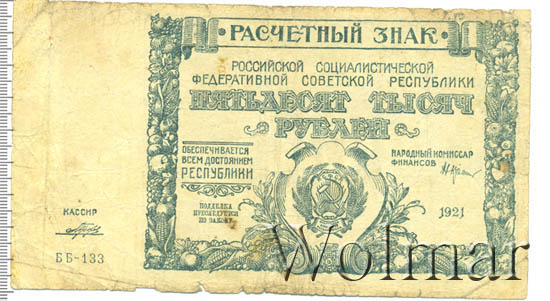 РАСЧЕТНЫЙ ЗНАК
РОССИЙСКОЙ СОЦИАЛИСТИЧЕСКОЙ
ФЕДЕРАТИВНОЙ СОВЕТСКОЙ РЕСПУБЛИКИ
ПЯТЬДЕСЯТ ТЫСЯЧ
РУБЛЕЙ
ОБЕСПЕЧИВАЕТСЯ
ВСЕМ ДОСТОЯНИЕМ
РЕСПУБЛИКИ
НАРОДНЫЙ КОМИССАР
ФИНАНСОВ
ПОДДЕЛКА
ПРЕСЛЕДУЕТСЯ
ПО ЗАКОНУ
1921
КАССИР
ББ-133
Wolmar